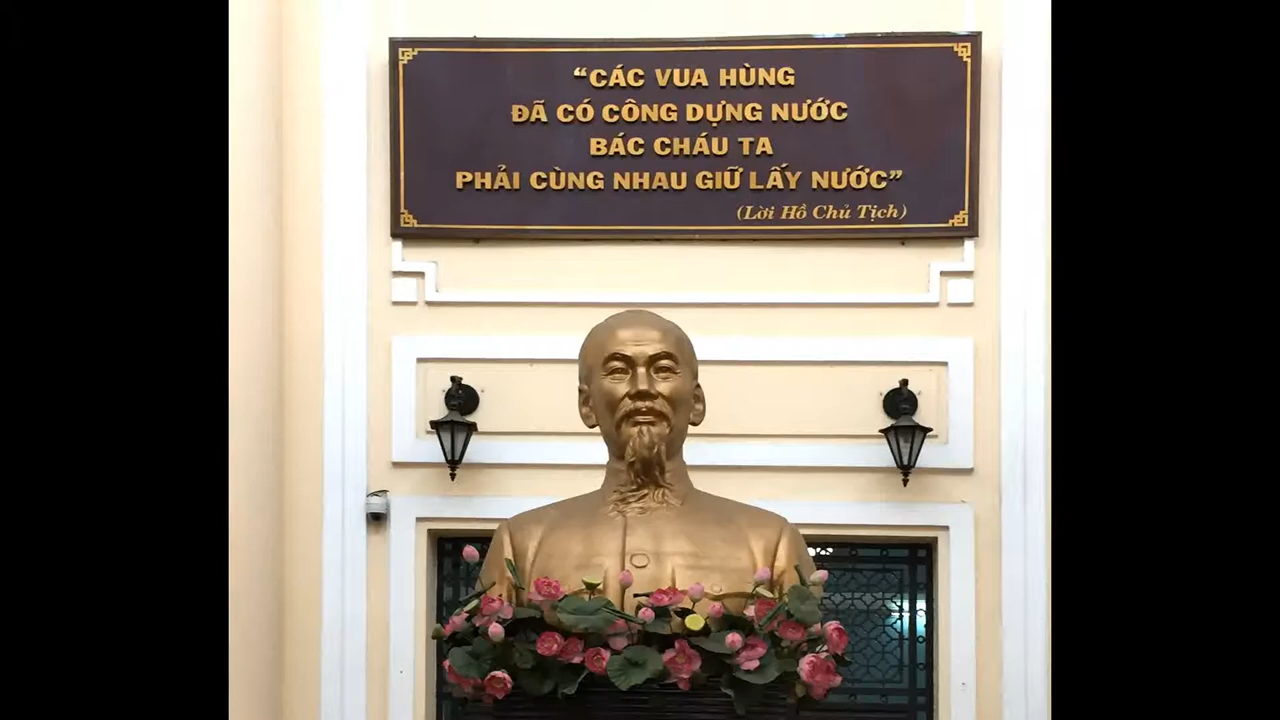 “CÁC VUA HÙNG
ĐÃ CÓ CÔNG DỰNG NƯỚC
BÁC CHÁU TA
PHẢI CÙNG NHAU GIỮ LẤY NƯỚC”
(Lời Hồ Chủ Tịch)